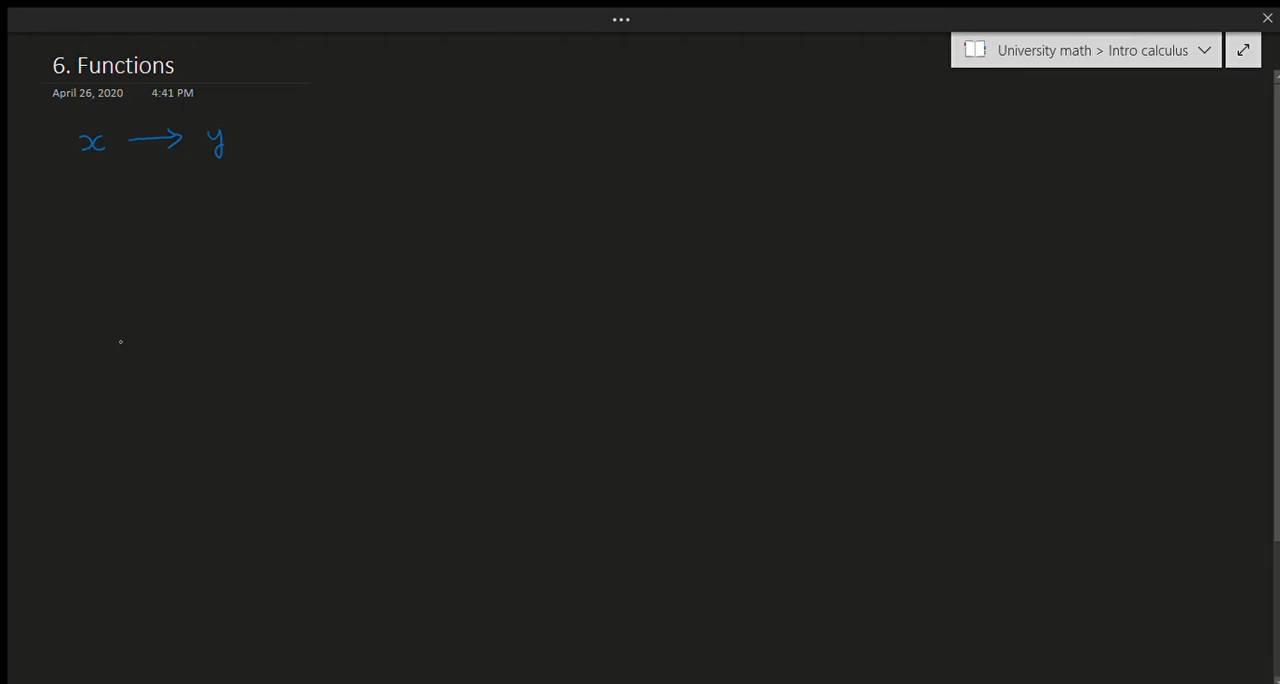 University math > Intro calculus
6. Functions
April 26, 2020 4:41 PM
x → y